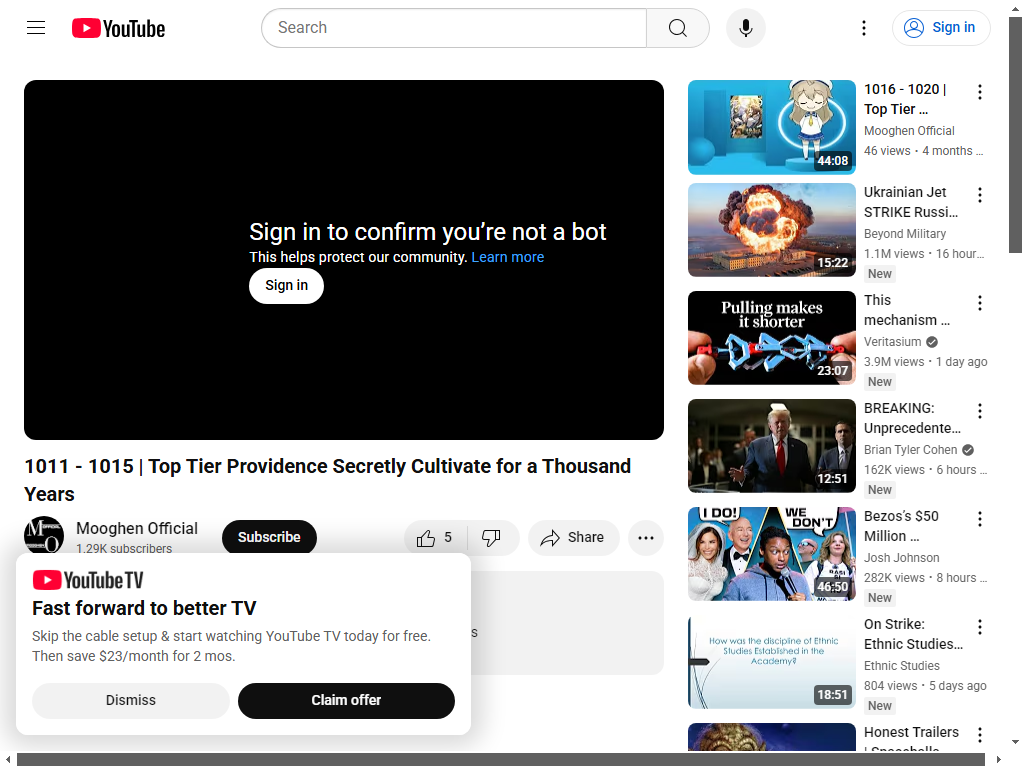 YouTube
Search
Sign in
Sign in to confirm you’re not a bot
This helps protect our community. Learn more
Sign in
1011 - 1015 | Top Tier Providence Secretly Cultivate for a Thousand
Years
Mooghen Official
1.29K subscribers
Subscribe
5
Share
s
YouTube TV
Fast forward to better TV
Skip the cable setup & start watching YouTube TV today for free.
Then save $23/month for 2 mos.
Dismiss
Claim offer
44:08
1016 - 1020 |
Top Tier ...
Mooghen Official
46 views • 4 months ...
15:22
Ukrainian Jet
STRIKE Russi...
Beyond Military
1.1M views • 16 hour...
New
Pulling makes
it shorter
23:07
This
mechanism ...
Veritasium
3.9M views • 1 day ago
New
12:51
BREAKING:
Unprecedente...
Brian Tyler Cohen
162K views • 6 hours ...
New
I DO!
WE
DON'T
46:50
Bezos's $50
Million ...
Josh Johnson
282K views • 8 hours ...
New
How was the discipline of Ethnic
Studies Established in the
Academy?
18:51
On Strike:
Ethnic Studies...
Ethnic Studies
804 views • 5 days ago
New
Honest Trailers
| Spaceballs